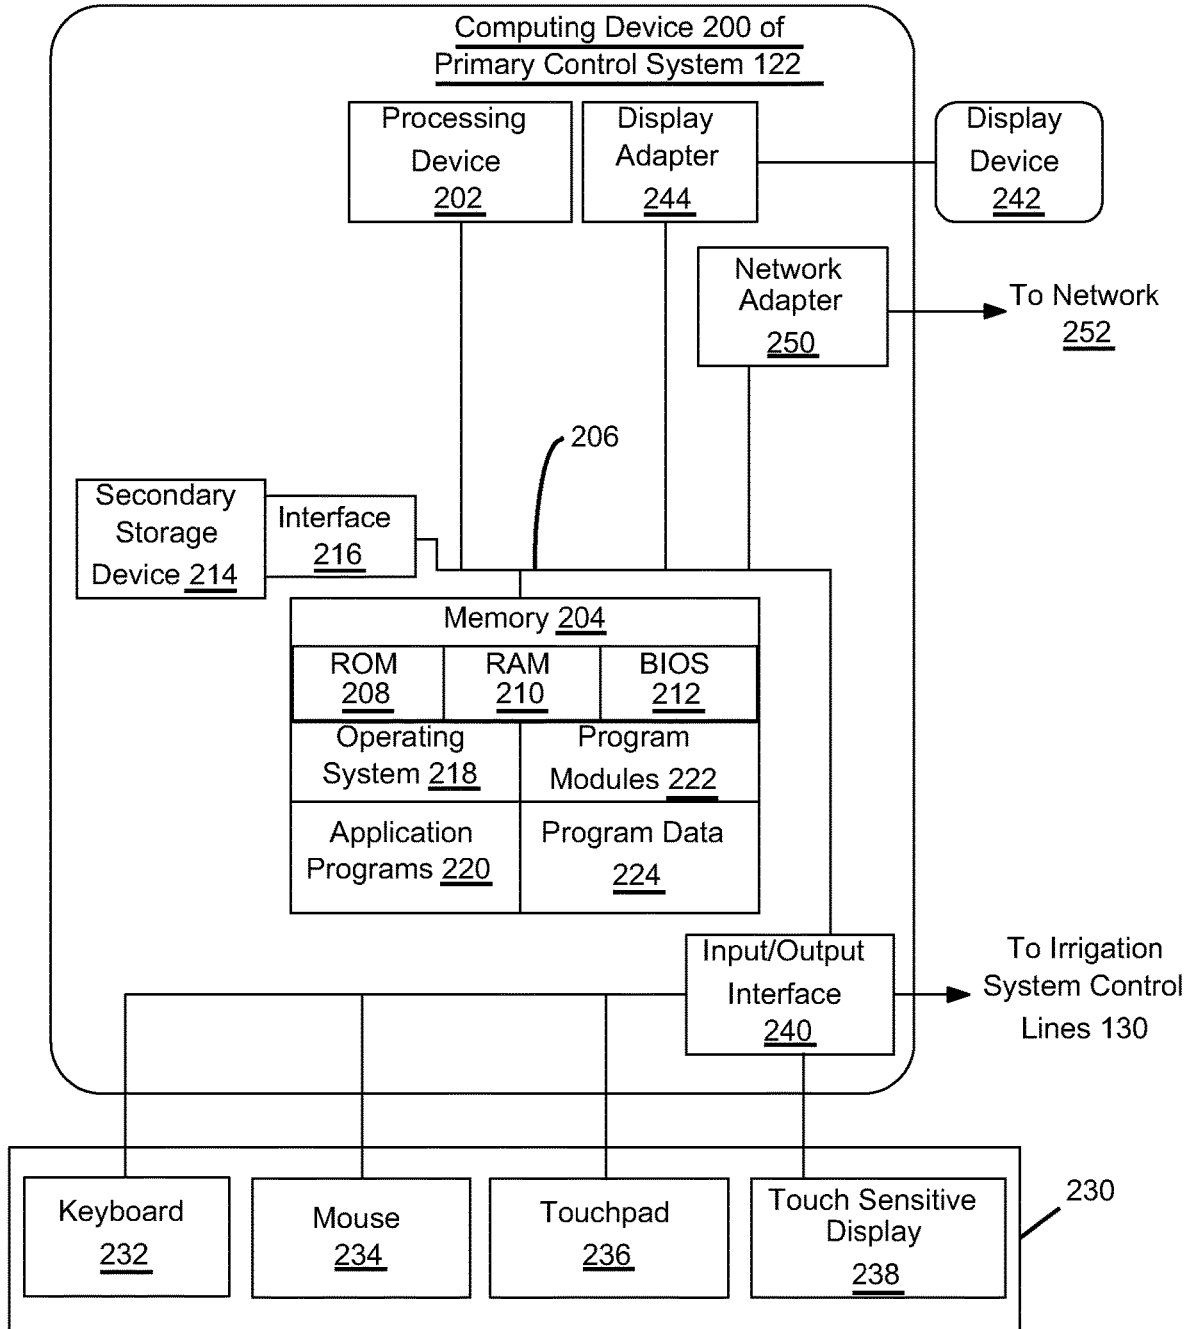 Computing Device 200 of
Primary Control System 122
Processing
Device
202
Display
Adapter
244
Display
Device
242
Network
Adapter
250
To Network
252
206
Secondary
Storage
Device 214
Interface
216
Memory 204
ROM
208
RAM
210
BIOS
212
Operating
System 218
Program
Modules 222
Application
Programs 220
Program Data
224
Input/Output
Interface
240
To Irrigation
System Control
Lines 130
Keyboard
232
Mouse
234
Touchpad
236
Touch Sensitive
Display
238
230